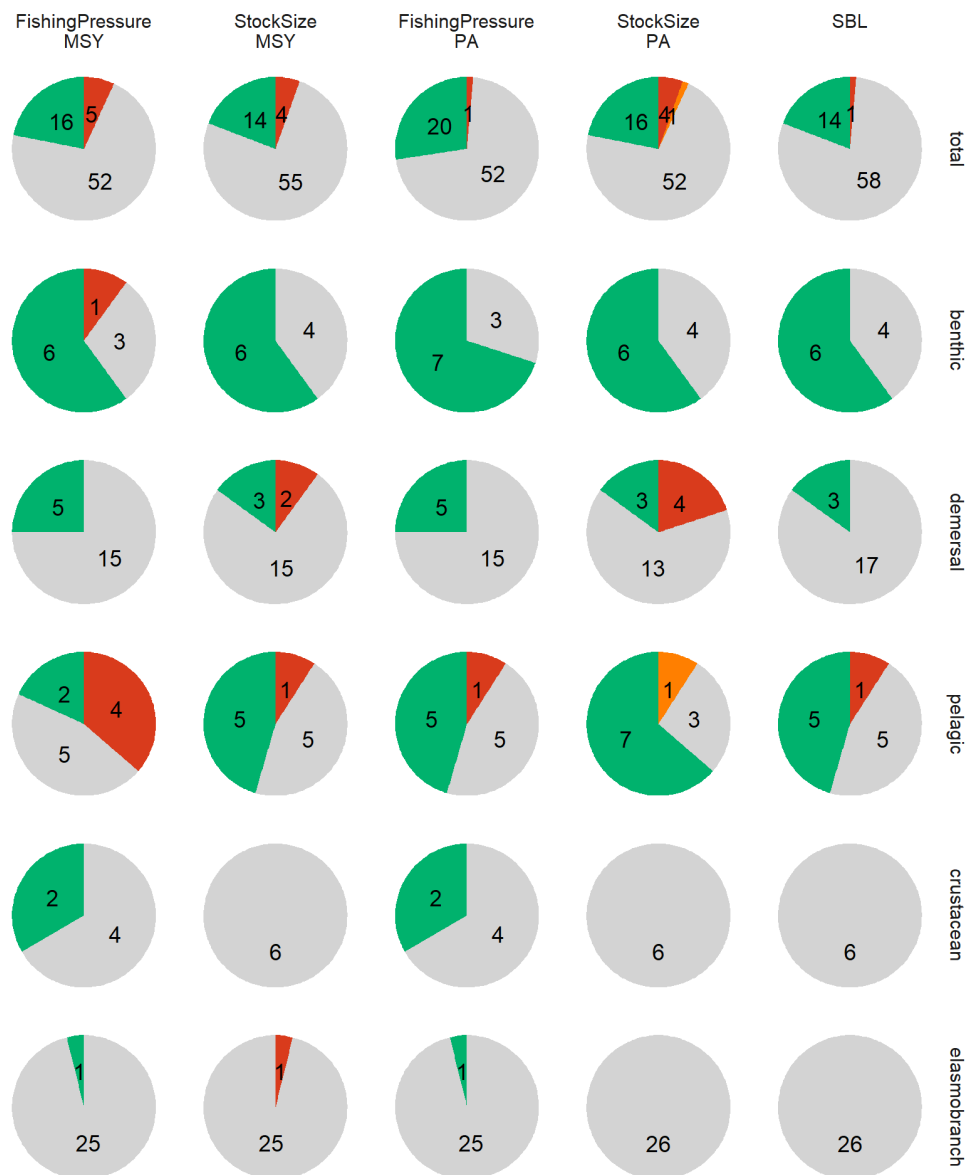 FishingPressure StockSize FishingPressure StockSize SBL
MSY MSY PA PA
16 5 14 4 20 1 16 4 1 14 1 total
52 55 52 52 58
1 3 6 4 6 3 7 4 6 4 6 benthic
5 15 3 2 15 5 15 3 4 13 3 17 demersal
2 4 5 5 1 5 5 1 5 1 3 7 5 1 5 pelagic
2 4 6 2 4 6 6 crustacean
1 1 1 elasmobranch
25 25 25 26 26